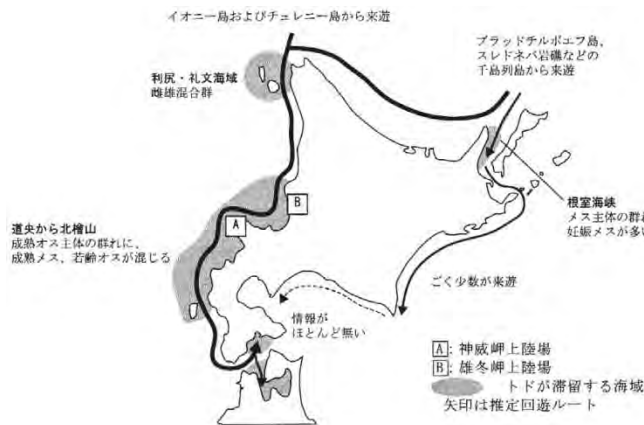 イオニー島およびチュレニー島から来遊
ブラッドチルポエフ島、
スレドネバ岩礁などの
千島列島から来遊
利尻・礼文海域
雌雄混合群
根室海峡
メス主体の群れ
妊娠メスが多い
B
A
道央から北檜山
成熟オス主体の群れに、
成熟メス、若齢オスが混じる
ごく少数が来遊
情報が
ほとんど無い
A: 神威岬上陸場
B: 雄冬岬上陸場
トドが滞留する海域
矢印は推定回遊ルート